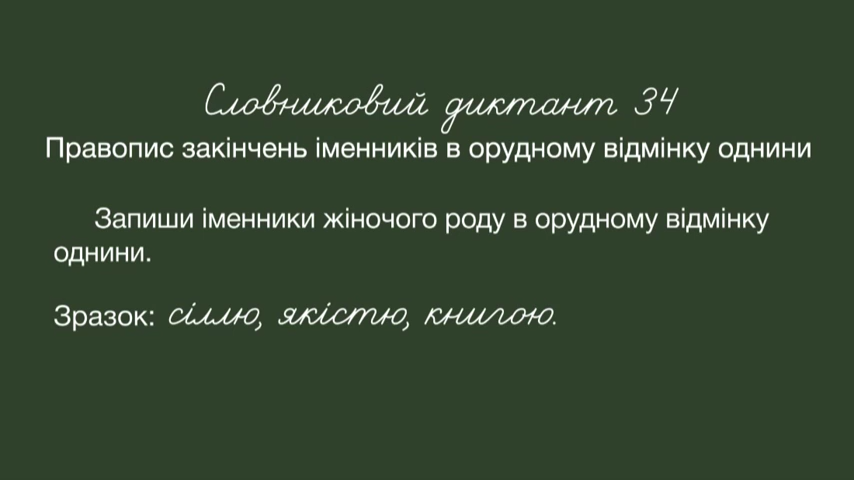 Словниковий диктант 34
Правопис закінчень іменників в орудному відмінку однини
Запиши іменники жіночого роду в орудному відмінку
однини.
Зразок: сіллю, якістю, книгою.